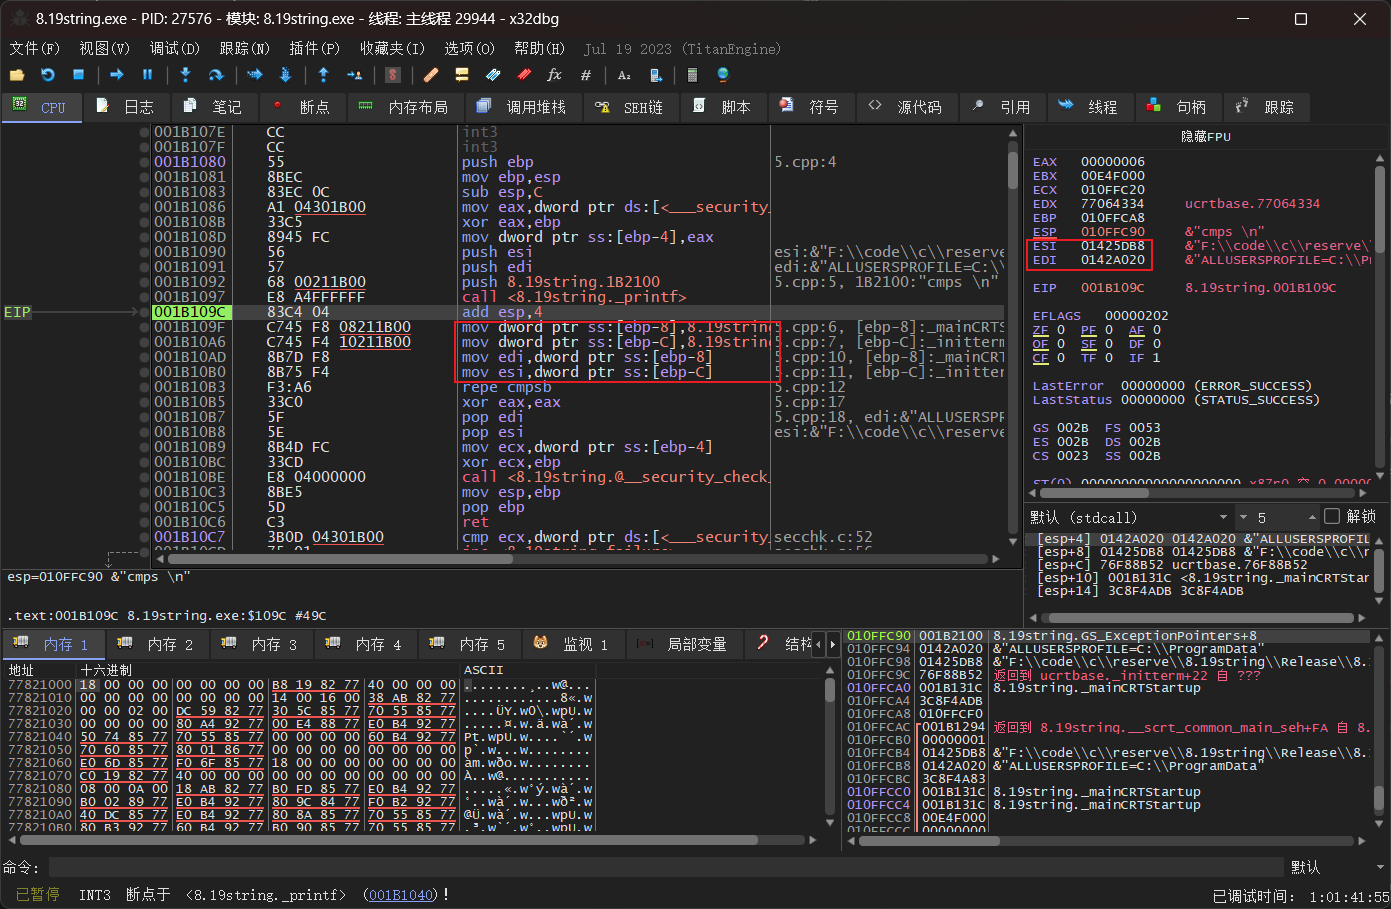 8.19string.exe - PID: 27576 - 模块: 8.19string.exe - 线程: 主线程 29944 - x32dbg
文件(F) 视图(V) 调试(D) 跟踪(N) 插件(P) 收藏夹(I) 选项(O) 帮助(H) Jul 19 2023 (TitanEngine)
CPU 日志 笔记 断点 内存布局 调用堆栈 SEH链 脚本 符号 源代码 引用 线程 句柄 跟踪
001B107E CC int3
001B107F CC int3
001B1080 55 push ebp 5.cpp:4
001B1081 8BEC mov ebp,esp
001B1083 83EC 0C sub esp,C
001B1086 A1 04301B00 mov eax,dword ptr ds:[<___security_
001B108B 33C5 xor eax,ebp
001B108D 8945 FC mov dword ptr ss:[ebp-4],eax
001B1090 56 push esi esi:&"F:\\code\\c\\reserve
001B1091 57 push edi edi:&"ALLUSERSPROFILE=C:\\
001B1092 68 00211B00 push 8.19string.1B2100 5.cpp:5, 1B2100:"cmps \n"
001B1097 E8 A4FFFFFF call <8.19string._printf>
EIP 001B109C 83C4 04 add esp,4
001B109F C745 F8 08211B00 mov dword ptr ss:[ebp-8],8.19string 5.cpp:6, [ebp-8]:_mainCRTS
001B10A6 C745 F4 10211B00 mov dword ptr ss:[ebp-C],8.19string 5.cpp:7, [ebp-C]:_initterm
001B10AD 8B7D F8 mov edi,dword ptr ss:[ebp-8] 5.cpp:10, [ebp-8]:_mainCRT
001B10B0 8B75 F4 mov esi,dword ptr ss:[ebp-C] 5.cpp:11, [ebp-C]:_initter
001B10B3 F3:A6 repe cmpsb 5.cpp:12
001B10B5 33C0 xor eax,eax 5.cpp:17
001B10B7 5F pop edi 5.cpp:18, edi:&"ALLUSERSP
001B10B8 5E pop esi esi:&"F:\\code\\c\\reserve
001B10B9 8B4D FC mov ecx,dword ptr ss:[ebp-4]
001B10BC 33CD xor ecx,ebp
001B10BE E8 04000000 call <8.19string.@__security_check_
001B10C3 8BE5 mov esp,ebp
001B10C5 5D pop ebp
001B10C6 C3 ret
001B10C7 3B0D 04301B00 cmp ecx,dword ptr ds:[<___security_ secchk.c:52
隐藏FPU
EAX 00000006
EBX 00E4F000
ECX 010FFC20
EDX 77064334 ucrtbase.77064334
EBP 010FFCA8
ESP 010FFC90 &"cmps \n"
ESI 01425DB8 &"F:\\code\\c\\reserve\\
EDI 0142A020 &"ALLUSERSPROFILE=C:\\P
EIP 001B109C 8.19string.001B109C
EFLAGS 00000202
ZF 0 PF 0 AF 0
OF 0 SF 0 DF 0
CF 0 TF 0 IF 1
LastError 00000000 (ERROR_SUCCESS)
LastStatus 00000000 (STATUS_SUCCESS)
GS 002B FS 0053
ES 002B DS 002B
CS 0023 SS 002B
默认 (stdcall) 5 解锁
[esp+4] 0142A020 0142A020 &"ALLUSERSPROFIL
[esp+8] 01425DB8 01425DB8 &"F:\\code\\c\\r
[esp+C] 76F88B52 ucrtbase.76F88B52
[esp+10] 001B131C <8.19string._mainCRTStar
[esp+14] 3C8F4ADB 3C8F4ADB
esp=010FFC90 &"cmps \n"
.text:001B109C 8.19string.exe:$109C #49C
内存 1 内存 2 内存 3 内存 4 内存 5 监视 1 局部变量 结构
地址 十六进制 ASCII
77821000 18 00 00 00 00 00 00 00 B8 19 82 77 40 00 00 00
77821010 00 00 00 00 00 00 00 00 14 00 16 00 38 AB 82 77
77821020 00 00 02 00 DC 59 82 77 30 5C 85 77 70 55 85 77
77821030 00 00 00 00 80 A4 92 77 00 E4 88 77 E0 B4 92 77
77821040 50 74 85 77 70 55 85 77 00 00 00 00 60 B4 92 77
77821050 70 60 85 77 80 01 86 77 00 00 00 00 00 00 00 00
77821060 E0 6D 85 77 F0 6F 85 77 18 00 00 00 00 00 00 00
77821070 C0 19 82 77 40 00 00 00 00 00 00 00 00 00 00 00
77821080 08 00 0A 00 18 AB 82 77 B0 FD 85 77 E0 B4 92 77
77821090 B0 02 89 77 E0 B4 92 77 80 9C 84 77 F0 B2 92 77
778210A0 40 DC 85 77 E0 B4 92 77 80 8A 85 77 70 55 85 77
778210B0 80 B3 92 77 60 B4 92 77 B0 90 85 77 70 55 85 77
010FFC90 001B2100 8.19string.GS_ExceptionPointers+8
010FFC94 0142A020 &"ALLUSERSPROFILE=C:\\ProgramData"
010FFC98 01425DB8 &"F:\\code\\c\\reserve\\8.19string\\Release\\8.
010FFC9C 76F88B52 返回到 ucrtbase._initterm+22 自 ???
010FFCA0 001B131C 8.19string._mainCRTStartup
010FFCA4 3C8F4ADB
010FFCA8 010FFCF0
010FFCAC 001B1294 返回到 8.19string.__scrt_common_main_seh+FA 自 8.
010FFCB0 00000001
010FFCB4 01425DB8 &"F:\\code\\c\\reserve\\8.19string\\Release\\8.
010FFCB8 0142A020 &"ALLUSERSPROFILE=C:\\ProgramData"
010FFCBC 3C8F4A83
010FFCC0 001B131C 8.19string._mainCRTStartup
010FFCC4 001B131C 8.19string._mainCRTStartup
010FFCC8 00E4F000
010FFCCC 00000000
命令: 默认
已暂停 INT3 断点于 <8.19string._printf> (001B1040)! 已调试时间: 1:01:41:55